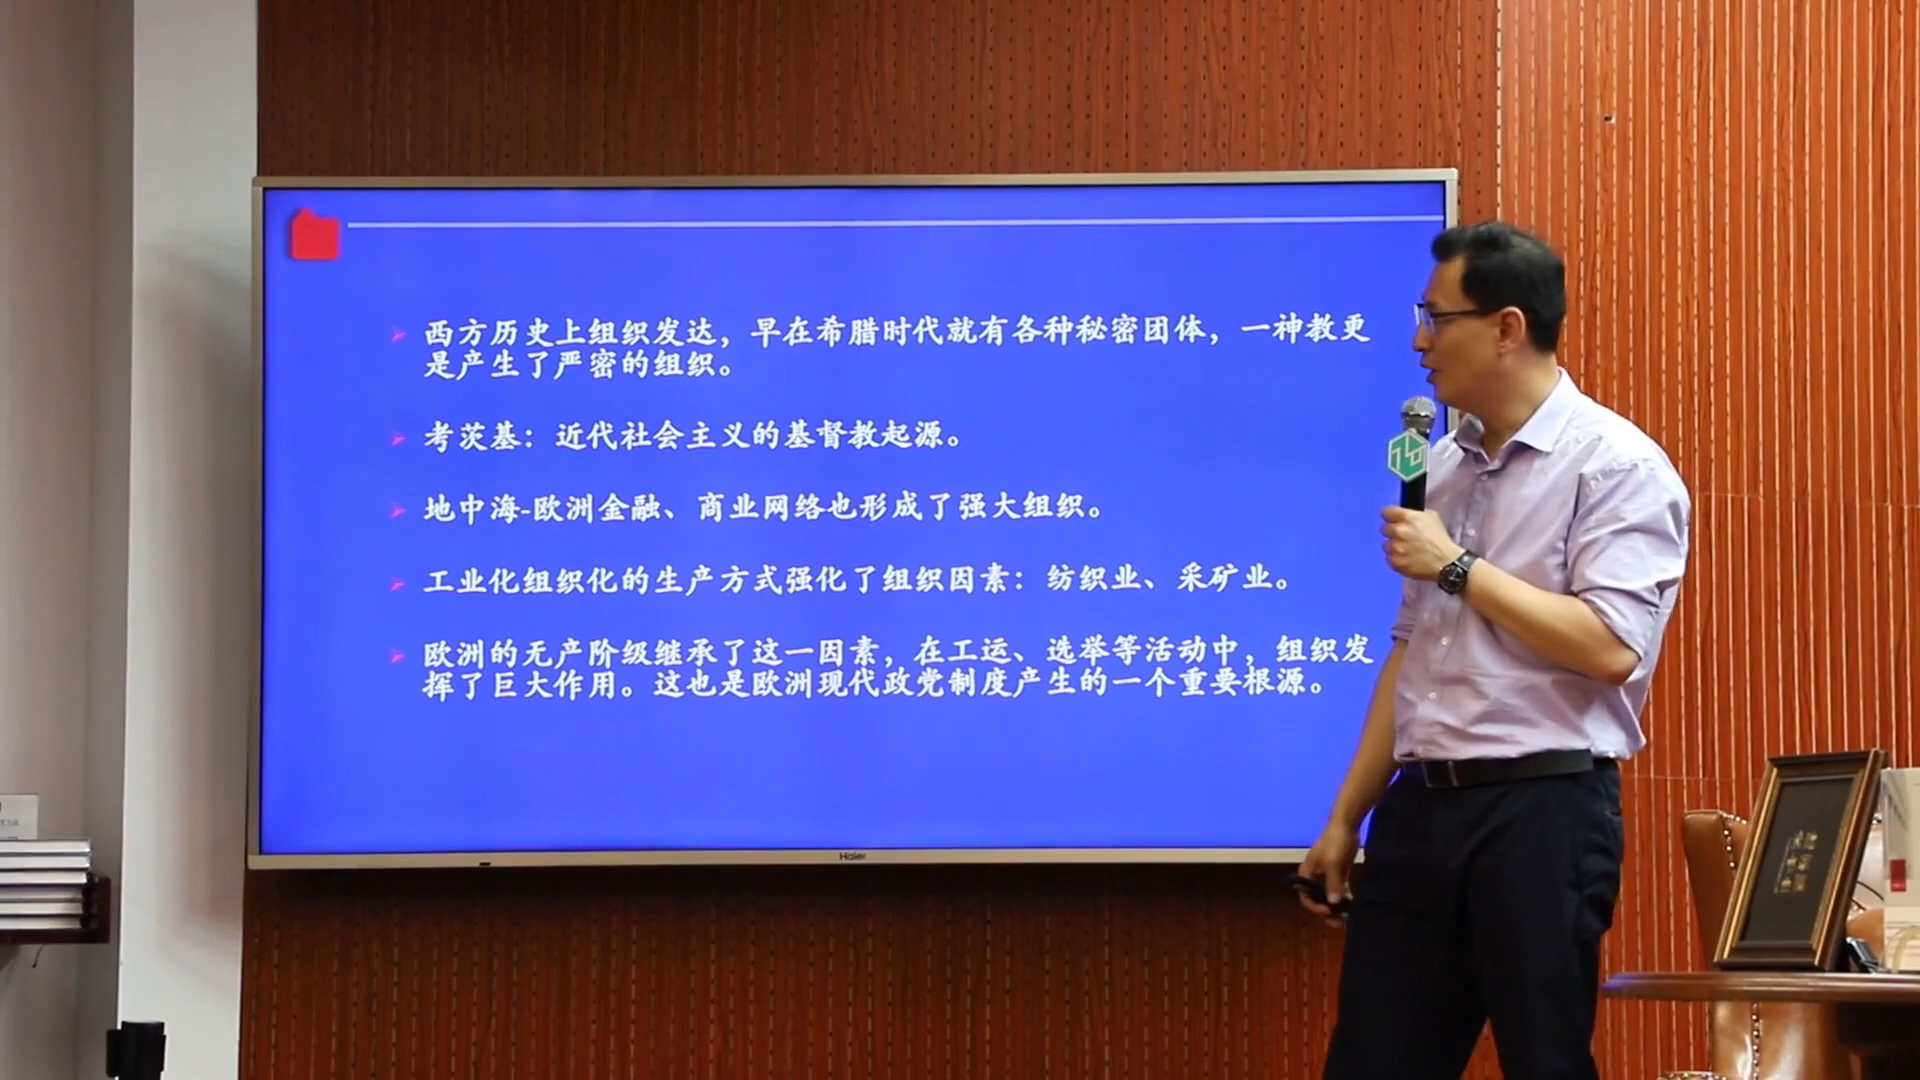 西方历史上组织发达，早在希腊时代就有各种秘密团体，一神教更
是产生了严密的组织。
考茨基：近代社会主义的基督教起源。
地中海-欧洲金融、商业网络也形成了强大组织。
工业化组织化的生产方式强化了组织因素：纺织业、采矿业。
欧洲的无产阶级继承了这一因素，在工运、选举等活动中，组织发
挥了巨大作用。这也是欧洲现代政党制度产生的一个重要根源。
Haier